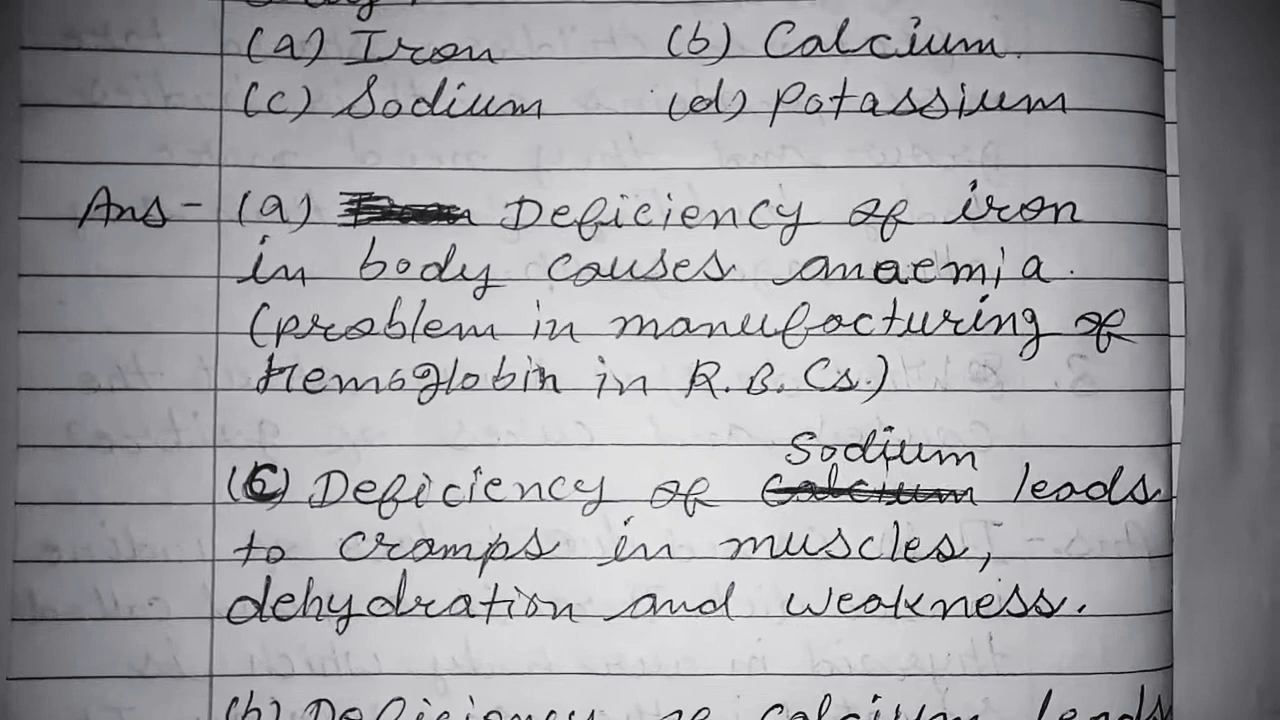 (a) Iron (b) Calcium.
(c) Sodium (d) Potassium
Ans- (a) Deficiency of iron
in body causes anaemia.
(problem in manufacturing of
Hemoglobin in R.B.Cs.)
Sodium
(c) Deficiency of Calcium leads
to cramps in muscles,
dehydration and weakness.
(b) Deficiency of calcium leads